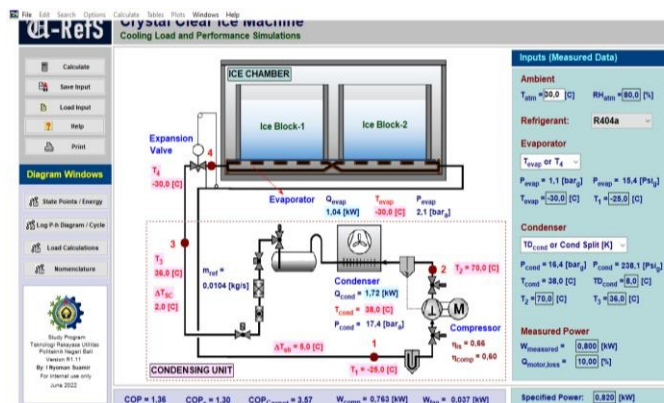 File Edit Search Options Calculate Tables Plots Windows Help
CI-RefS
Crystal Clear Ice Machine
Cooling Load and Performance Simulations
Calculate
Save Input
Load Input
Help
Print
Diagram Windows
State Points / Energy
Log P-h Diagram / Cycle
Load Calculations
Nomenclature
Study Program
Teknologi Rekayasa Utilitas
Politeknik Negeri Bali
Version R1.11
By: I Nyoman Suamir
For internal use only
June 2022
ICE CHAMBER
Ice Block-1
Ice Block-2
Expansion
Valve
4
T4
-30,0 [C]
Evaporator
Qevap
1,04 [kW]
Tevap
-30,0 [C]
Pevap
2,1 [barg]
3
T3
36,0 [C]
ΔTSC
2,0 [C]
mref =
0,0104 [kg/s]
Condenser
Qcond = 1,72 [kW]
Tcond = 38,0 [C]
Pcond = 17,4 [barg]
2
T2 = 70,0 [C]
M
Compressor
ηis = 0,66
ηcomp = 0,60
S
ΔTsh = 5,0 [C]
1
T1 = -25,0 [C]
CONDENSING UNIT
COP = 1,36
= 1,30
= 3,57
Wcomp = 0,763 [kW]
Wfan = 0,037 [kW]
Inputs (Measured Data)
Ambient
Tatm = 30,0 [C] RHatm = 80,0 [%]
Refrigerant: R404a
Evaporator
Tevap or T4
Pevap = 1,1 [barg] Pevap = 15,4 [Psig]
Tevap = -30,0 [C] T1 = -25,0 [C]
Condenser
TDcond or Cond Split [K]
Pcond = 16,4 [barg] Pcond = 238,1 [Psig]
Tcond = 38,0 [C] TDcond = 8,0 [C]
T2 = 70,0 [C] T3 = 36,0 [C]
Measured Power
Wmeasured = 0,800 [kW]
Qmotor,loss = 10,00 [%]
Specified Power: 0,820 [kW]